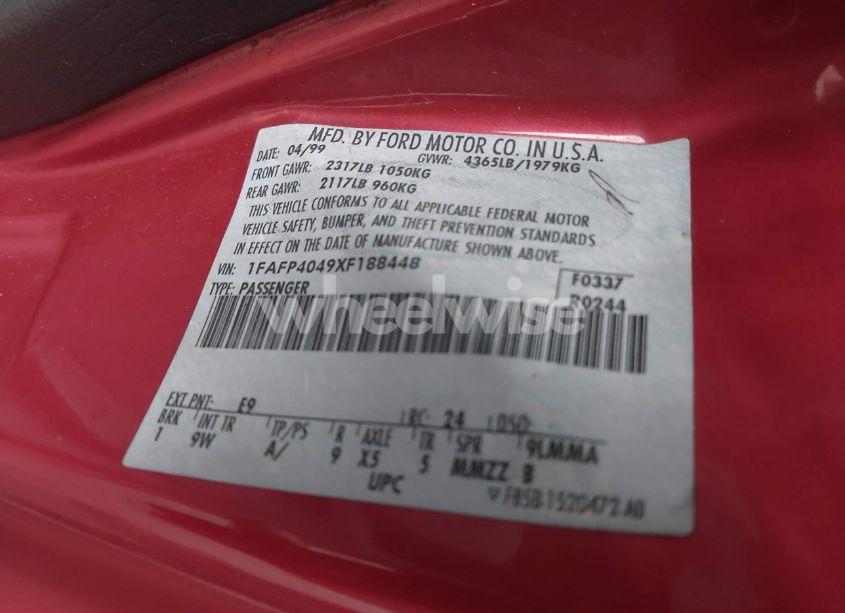 MFD. BY FORD MOTOR CO. IN U.S.A.
DATE: 04/99 GVWR: 4365LB/1979KG
FRONT GAWR: 2317LB 1050KG
REAR GAWR: 2117LB 960KG
THIS VEHICLE CONFORMS TO ALL APPLICABLE FEDERAL MOTOR
VEHICLE SAFETY, BUMPER, AND THEFT PREVENTION STANDARDS
IN EFFECT ON THE DATE OF MANUFACTURE SHOWN ABOVE.
VIN: 1FAFP4049XF188448
F0337
TYPE: PASSENGER
R0244
wheelwise
EXT PNT: E9 RC: 24 DSO:
BRK INT TR TP/PS R AXLE TR SPR 9LMMA
1 9W A/ 9 X5 5 MMZZ B
UPC
F85B 1520472 AB